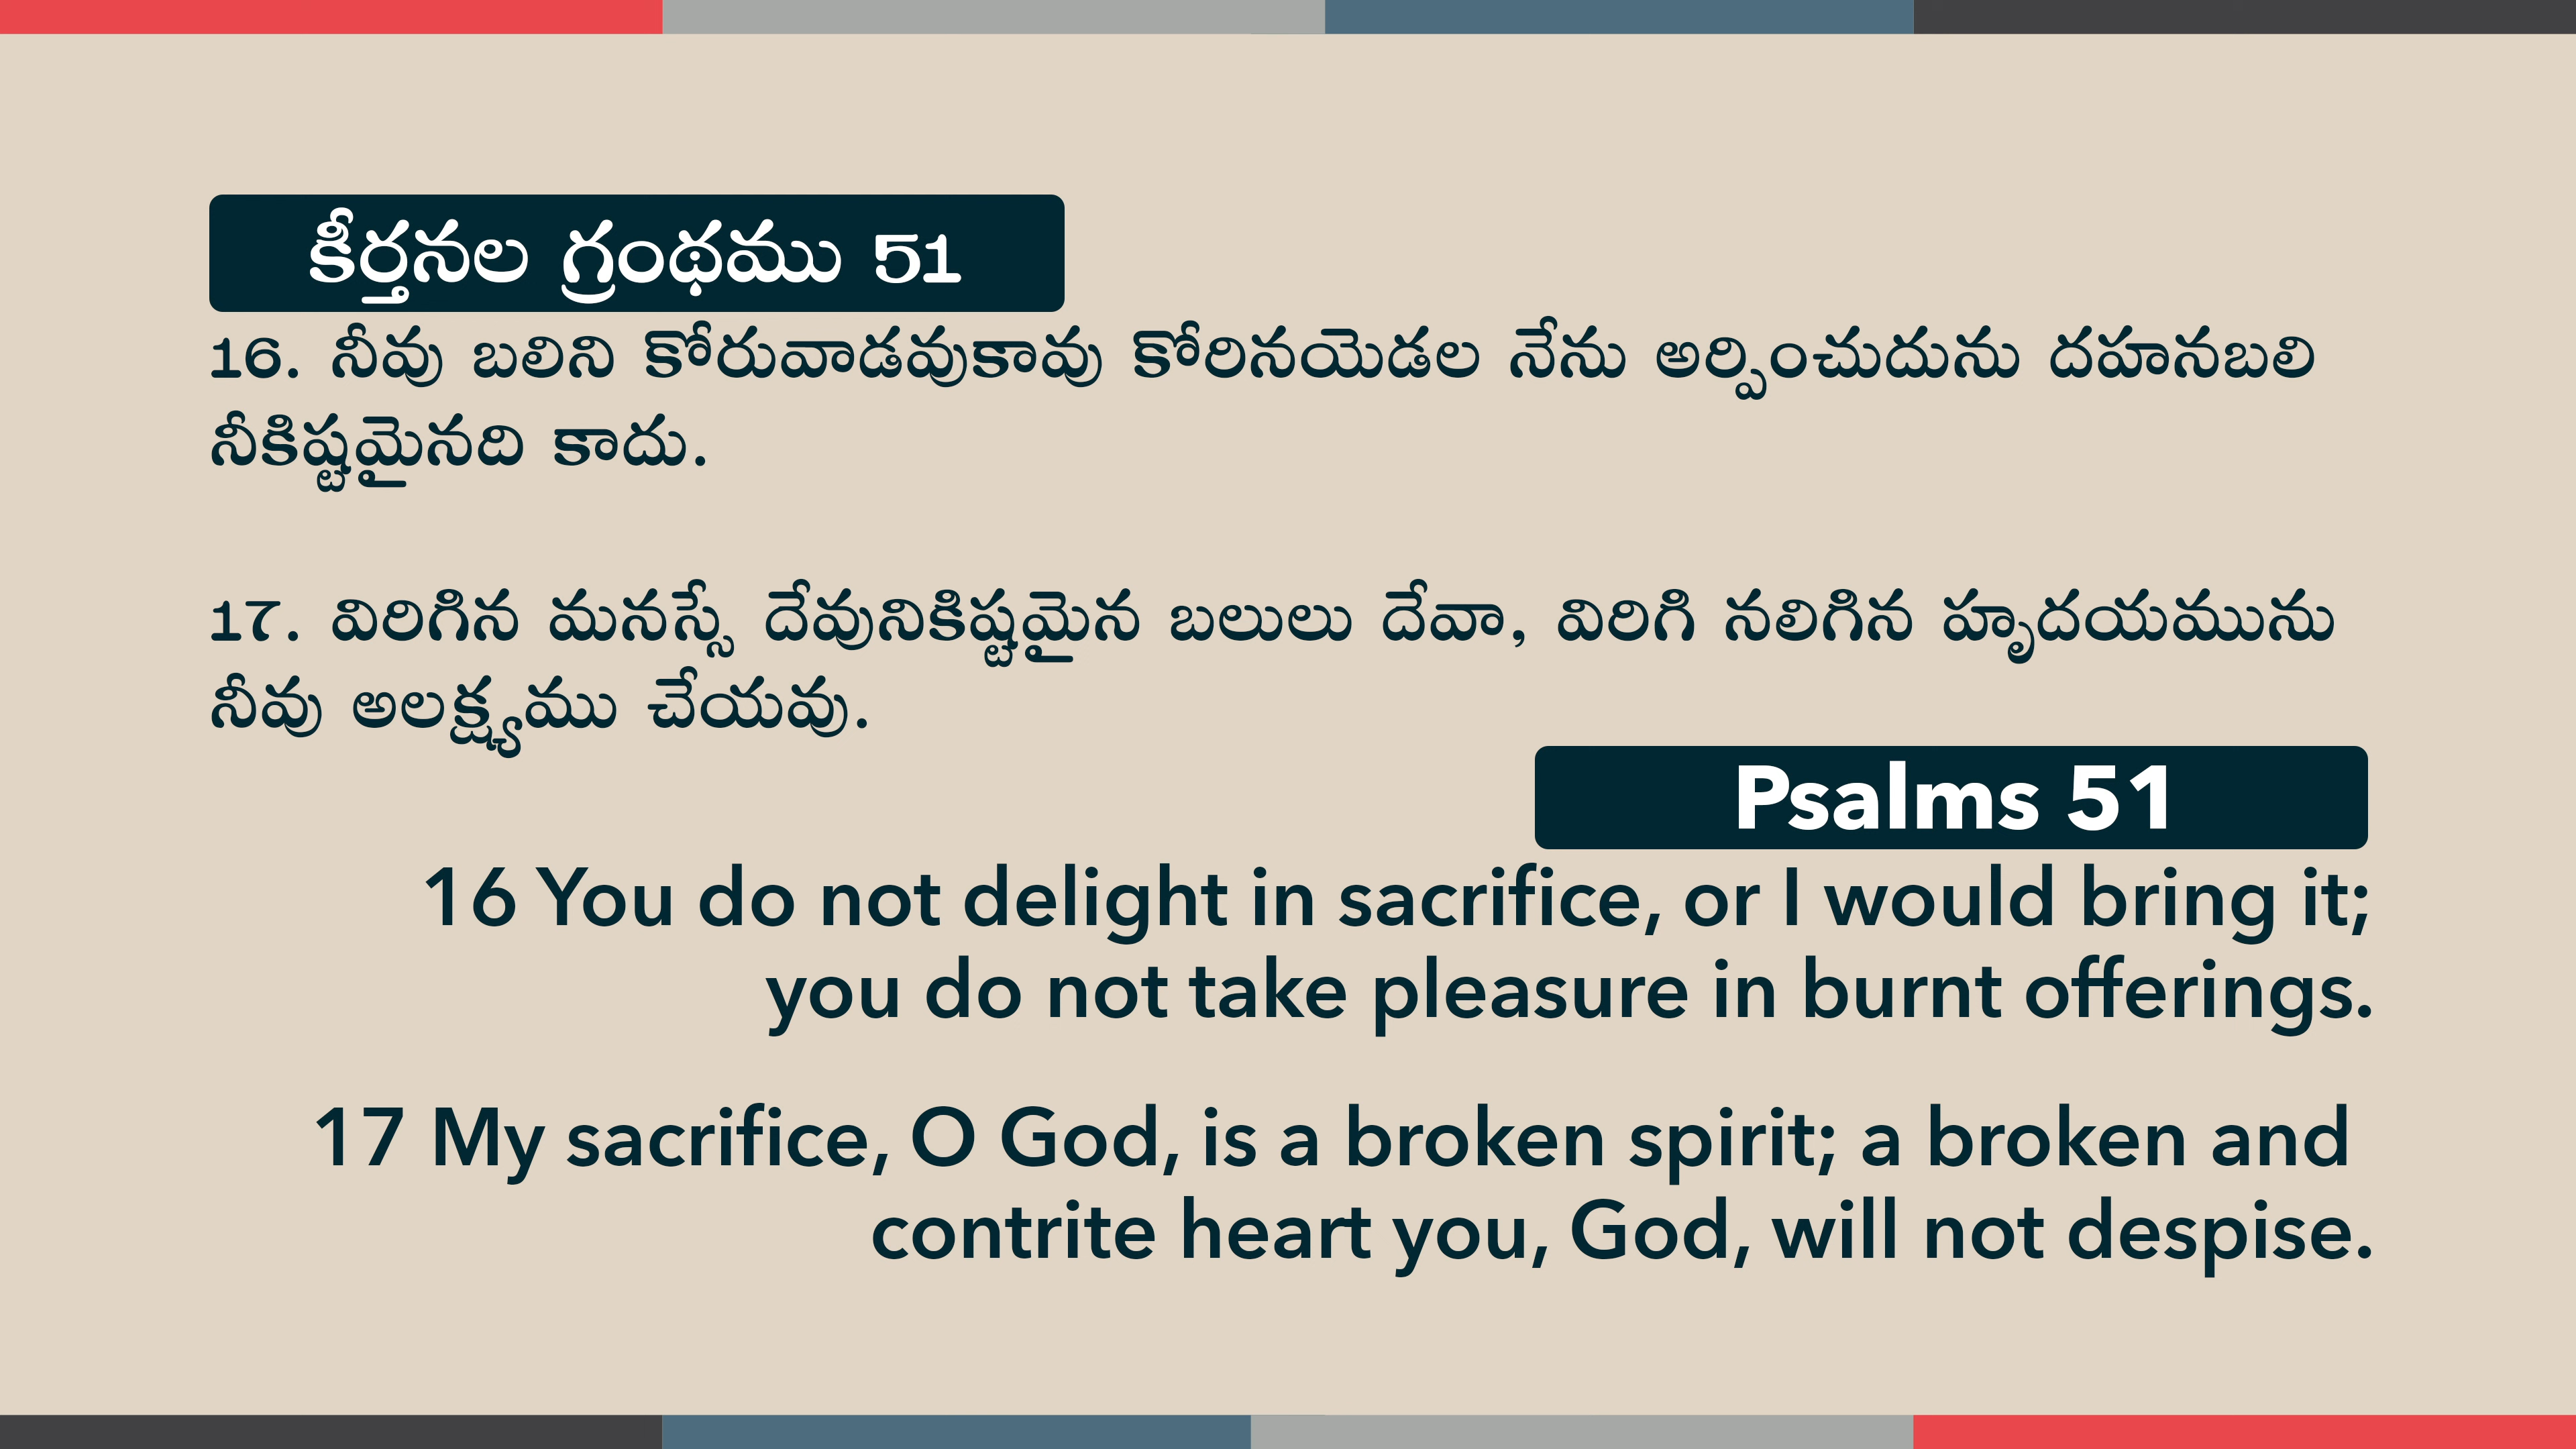 కీర్తనల గ్రంథము 51
16. నీవు బలిని కోరువాడవుకావు కోరినయెడల నేను అర్పించుదును దహనబలి
నీకిష్టమైనది కాదు.
17. విరిగిన మనస్సే దేవునికిష్టమైన బలులు దేవా, విరిగి నలిగిన హృదయమును
నీవు అలక్ష్యము చేయవు.
Psalms 51
16 You do not delight in sacrifice, or I would bring it;
you do not take pleasure in burnt offerings.
17 My sacrifice, O God, is a broken spirit; a broken and
contrite heart you, God, will not despise.